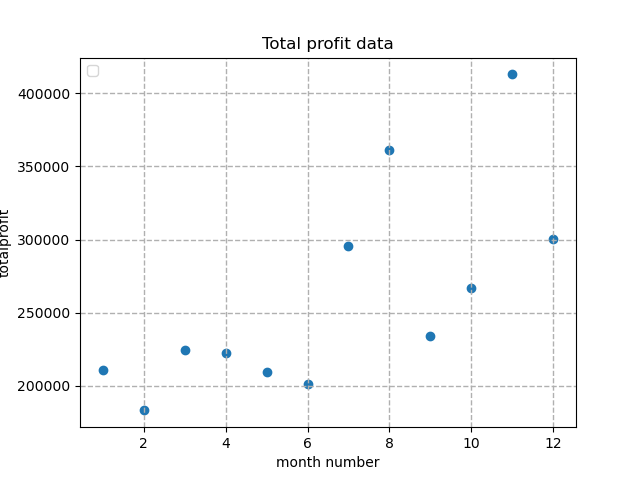 Total profit data
400000
350000
300000
250000
200000
totalprofit
2 4 6 8 10 12
month number